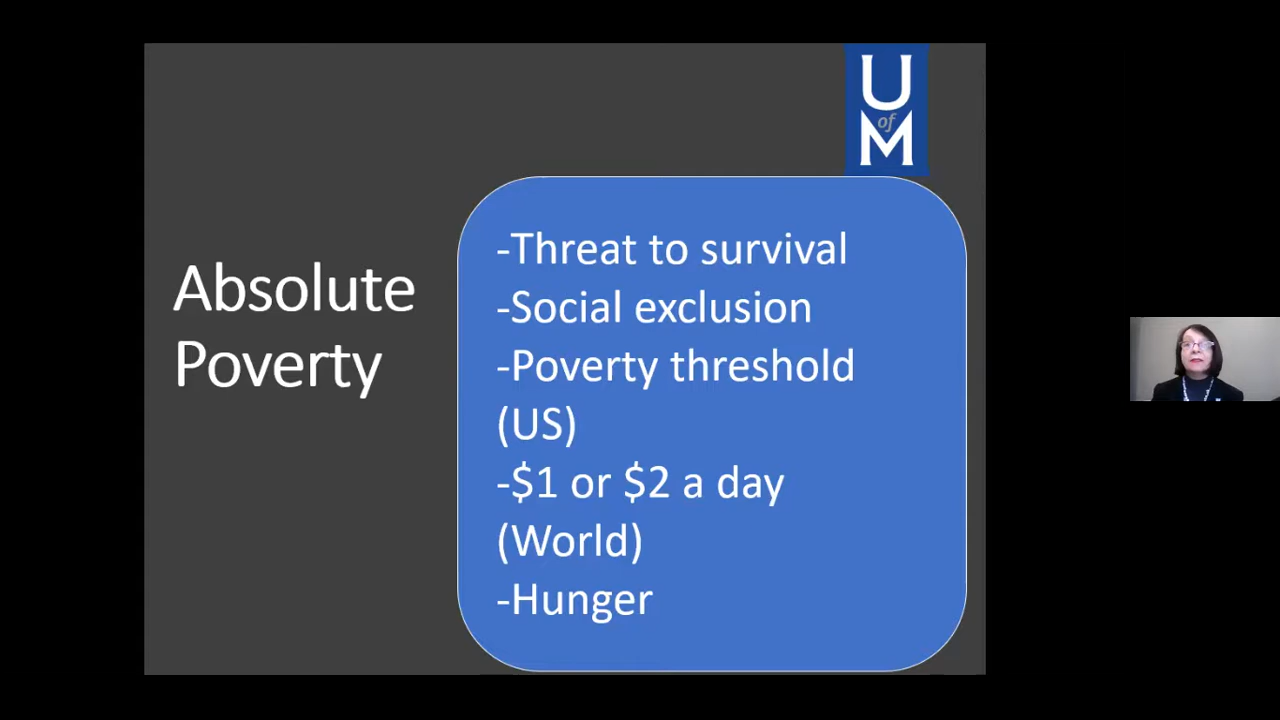 U
of
M
Absolute
Poverty
-Threat to survival
-Social exclusion
-Poverty threshold
(US)
-$1 or $2 a day
(World)
-Hunger